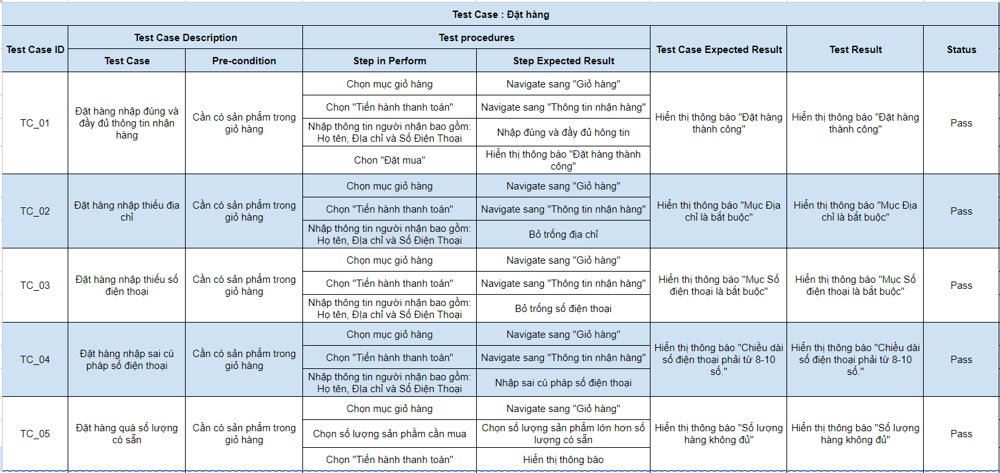 Test Case : Đặt hàng
Test Case ID
Test Case Description
Test procedures
Test Case Expected Result
Test Result
Status
Test Case
Pre-condition
Step in Perform
Step Expected Result
TC_01
Đặt hàng nhập đúng và
đầy đủ thông tin nhận
hàng
Cần có sản phẩm trong
giỏ hàng
Chọn mục giỏ hàng
Navigate sang "Giỏ hàng"
Chọn "Tiến hành thanh toán"
Navigate sang "Thông tin nhận hàng"
Nhập thông tin người nhận bao gồm:
Họ tên, ĐỊa chỉ và Số Điện Thoại
Nhập đúng và đầy đủ hông tin
Chon "Đặt mua"
Hiển thị thông báo "Đặt hàng thành
công"
Hiển thị thông báo "Đặt hàng
thành công"
Hiển thị thông báo "Đặt hàng
thành công"
Pass
TC_02
Đặt hàng nhập thiếu địa
chỉ
Cần có sản phẩm trong
giỏ hàng
Chọn mục giỏ hàng
Navigate sang "Giỏ hàng"
Chọn "Tiến hành thanh toán"
Navigate sang "Thông tin nhận hàng"
Nhập thông tin người nhận bao gồm:
Họ tên, ĐỊa chỉ và Số Điện Thoại
Bỏ trống địa chỉ
Hiển thị thông báo "Mục Địa
chỉ là bắt buộc"
Hiển thị thông báo "Mục Địa
chỉ là bắt buộc"
Pass
TC_03
Đặt hàng nhập thiếu số
điện thoại
Cần có sản phẩm trong
giỏ hàng
Chọn mục giỏ hàng
Navigate sang "Giỏ hàng"
Chọn "Tiến hành thanh toán"
Navigate sang "Thông tin nhận hàng"
Nhập thông tin người nhận bao gồm:
Họ tên, ĐỊa chỉ và Số Điện Thoại
Bỏ trống số điện thoại
Hiển thị thông báo "Mục Số
điện thoại là bắt buộc"
Hiển thị thông báo "Mục Số
điện thoại là bắt buộc"
Pass
TC_04
Đặt hàng nhập sai cú
pháp số điện thoại
Cần có sản phẩm trong
giỏ hàng
Chọn mục giỏ hàng
Navigate sang "Giỏ hàng"
Chọn "Tiến hành thanh toán"
Navigate sang "Thông tin nhận hàng"
Nhập thông tin người nhận bao gồm:
Họ tên, ĐỊa chỉ và Số Điện Thoại
Nhập sai cú pháp số điện thoại
Hiển thị thông báo "Chiều dài
số điện thoại phải từ 8-10
số."
Hiển thị thông báo "Chiều dài
số điện thoại phải từ 8-10
số."
Pass
TC_05
Đặt hàng quá số lượng
có sẵn
Cần có sản phẩm trong
giỏ hàng
Chọn mục giỏ hàng
Navigate sang "Giỏ hàng"
Chọn số lượng sản phầm cần mua
Chọn số lượng sản phẩm lớn hơn số
lượng có sẵn
Chọn "Tiến hành thanh toán"
Hiển thị thông báo
Hiển thị thông báo "Số lượng
hàng không đủ"
Hiển thị thông báo "Số lượng
hàng không đủ"
Pass